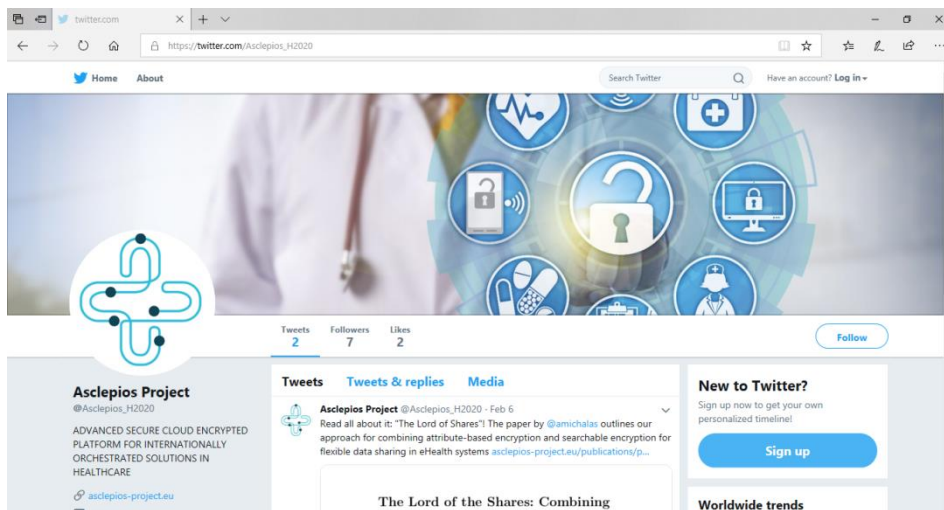 twitter.com
https://twitter.com/Asclepios_H2020
Home About
Search Twitter
Have an account? Log in
Tweets Followers Likes
2 7 2
Follow
Asclepios Project
@Asclepios_H2020
ADVANCED SECURE CLOUD ENCRYPTED
PLATFORM FOR INTERNATIONALLY
ORCHESTRATED SOLUTIONS IN
HEALTHCARE
asclepios-project.eu
Tweets Tweets & replies Media
Asclepios Project @Asclepios_H2020 · Feb 6
Read all about it: "The Lord of Shares"! The paper by @amichalas outlines our
approach for combining attribute-based encryption and searchable encryption for
flexible data sharing in eHealth systems asclepios-project.eu/publications/p...
The Lord of the Shares: Combining
New to Twitter?
Sign up now to get your own
personalized timeline!
Sign up
Worldwide trends